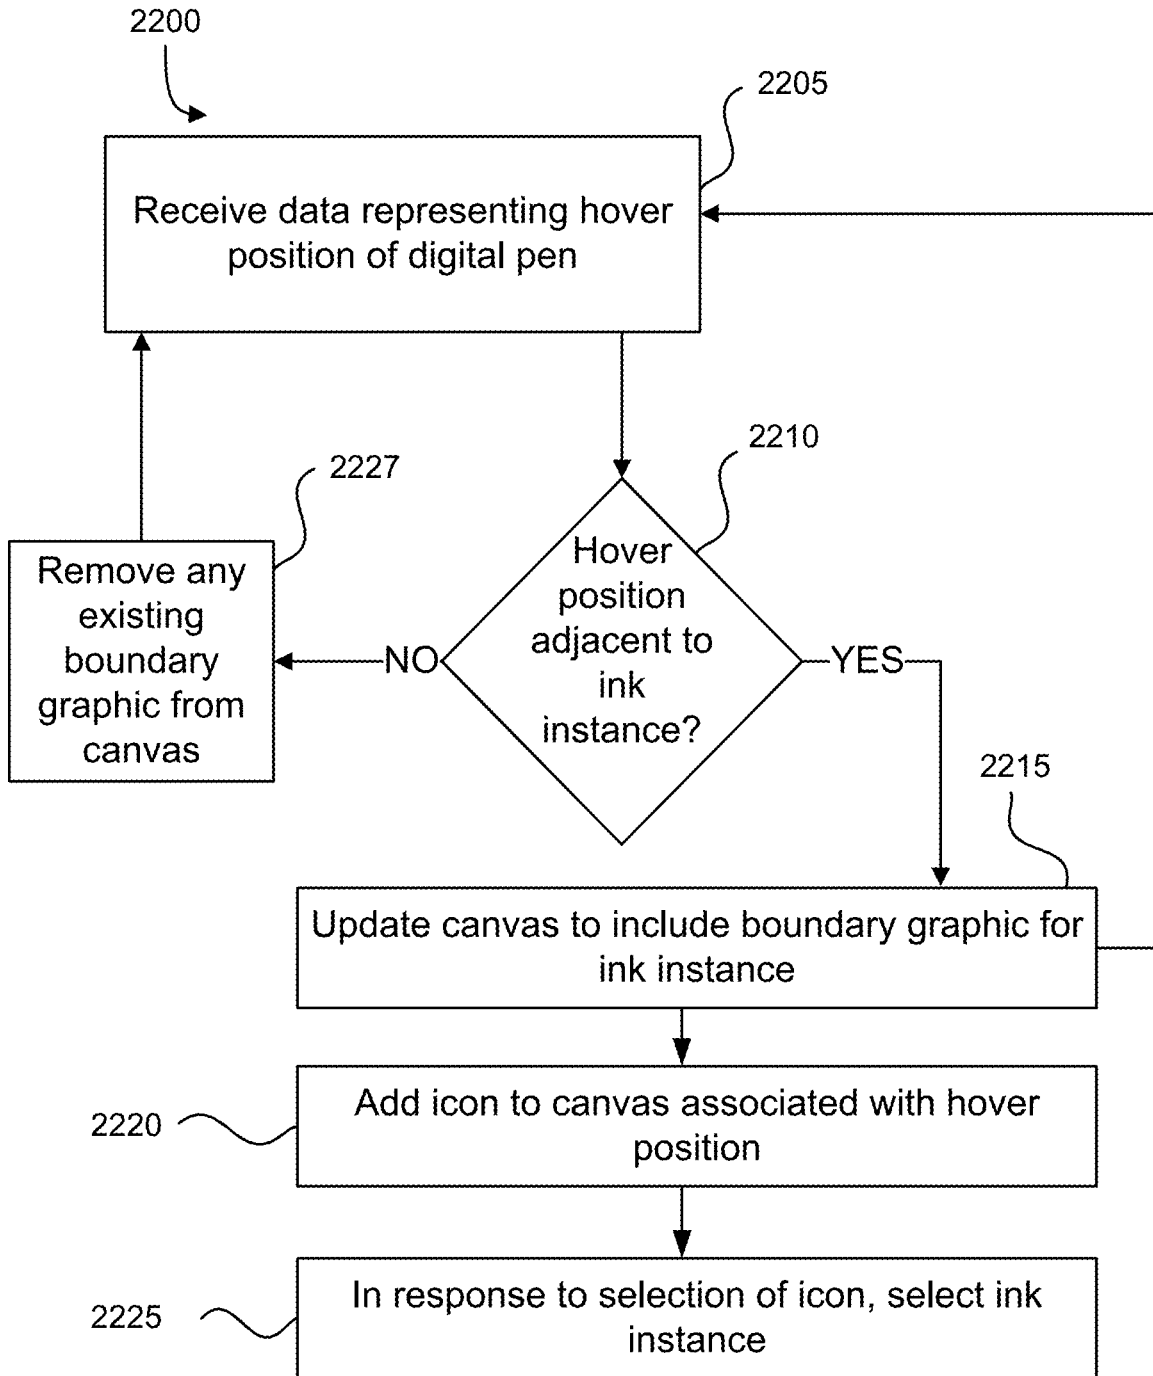 2200
2205
Receive data representing hover
position of digital pen
2210
2227
Hover
position
adjacent to
ink
instance?
Remove any
existing
boundary
graphic from
canvas
NO
YES
2215
Update canvas to include boundary graphic for
ink instance
2220
Add icon to canvas associated with hover
position
2225
In response to selection of icon, select ink
instance